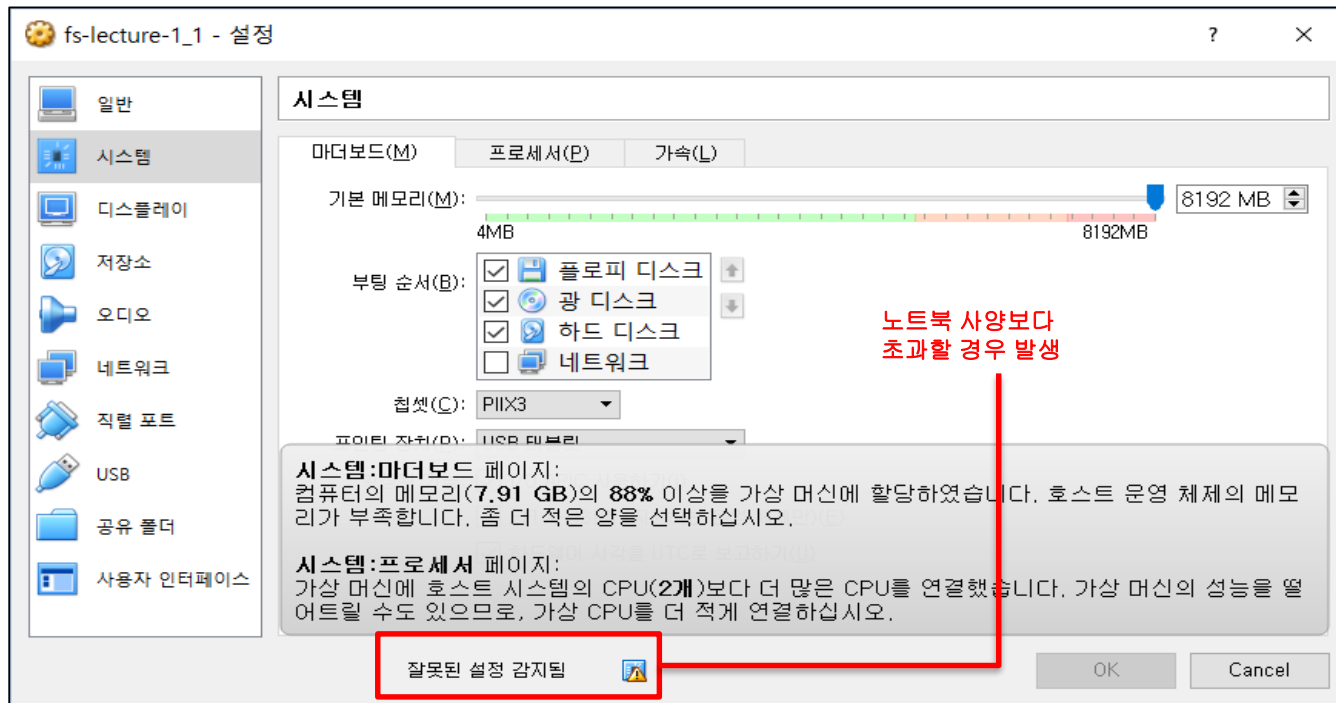 fs-lecture-1_1 - 설정
?
일반
시스템
디스플레이
저장소
오디오
네트워크
직렬 포트
USB
공유 폴더
사용자 인터페이스
시스템
마더보드(M)
프로세서(P)
가속(L)
기본 메모리(M):
8192 MB
4MB
8192MB
부팅 순서(B):
플로피 디스크
광 디스크
하드 디스크
네트워크
노트북 사양보다
초과할 경우 발생
칩셋(C):
PIIX3
포인팅 장치(P):
USB 태블릿
시스템:마더보드 페이지:
컴퓨터의 메모리(7.91 GB)의 88% 이상을 가상 머신에 할당하였습니다. 호스트 운영 체제의 메모
리가 부족합니다. 좀 더 적은 양을 선택하십시오.
시스템:프로세서 페이지:
가상 머신에 호스트 시스템의 CPU(2개)보다 더 많은 CPU를 연결했습니다. 가상 머신의 성능을 떨
어트릴 수도 있으므로, 가상 CPU를 더 적게 연결하십시오.
잘못된 설정 감지됨
OK
Cancel